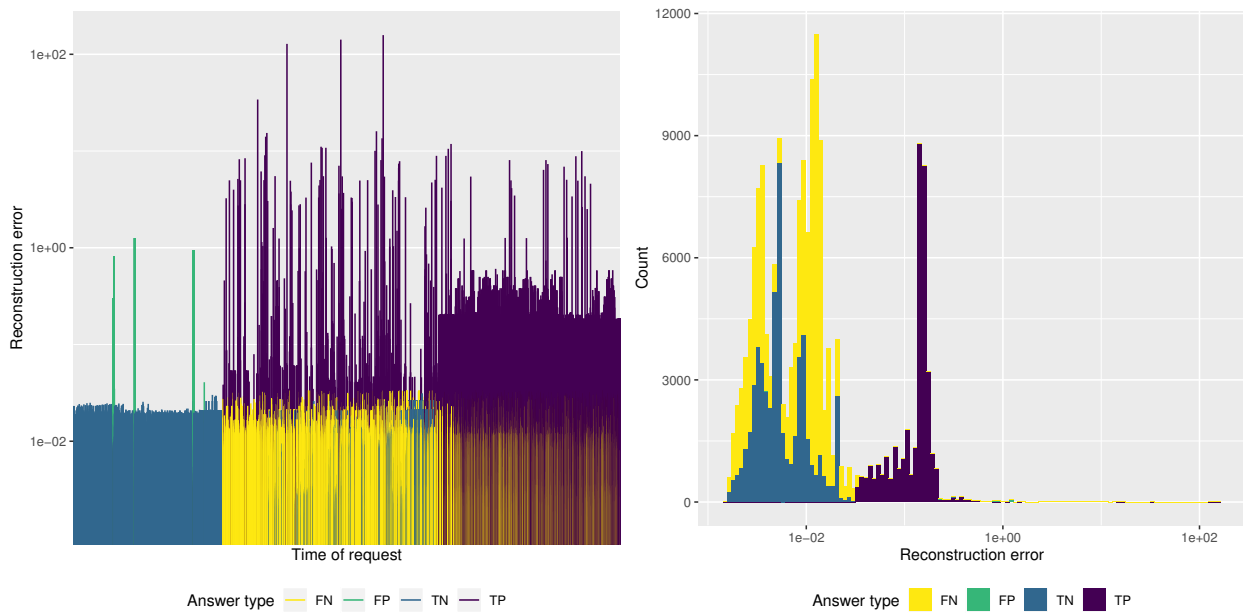 1e+02
1e+00
1e−02
Reconstruction error
Time of request
Answer type FN FP TN TP
12000
9000
6000
3000
0
Count
1e−02 1e+00 1e+02
Reconstruction error
Answer type FN FP TN TP